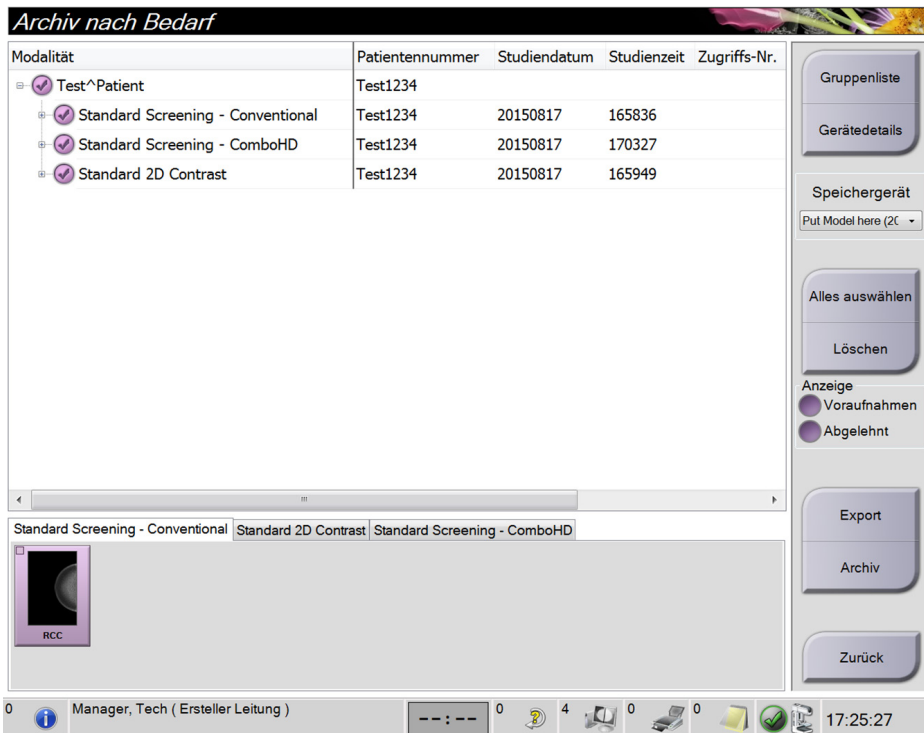 Archiv nach Bedarf
Modalität Patientennummer Studiendatum Studienzeit Zugriffs-Nr.
Test^Patient Test1234
Standard Screening - Conventional Test1234 20150817 165836
Standard Screening - ComboHD Test1234 20150817 170327
Standard 2D Contrast Test1234 20150817 165949
Gruppenliste
Gerätedetails
Speichergerät
Put Model here (20
Alles auswählen
Löschen
Anzeige
Voraufnahmen
Abgelehnt
Export
Archiv
Zurück
Standard Screening - Conventional Standard 2D Contrast Standard Screening - ComboHD
RCC
0 Manager, Tech ( Ersteller Leitung ) --:-- 0 4 0 0 17:25:27